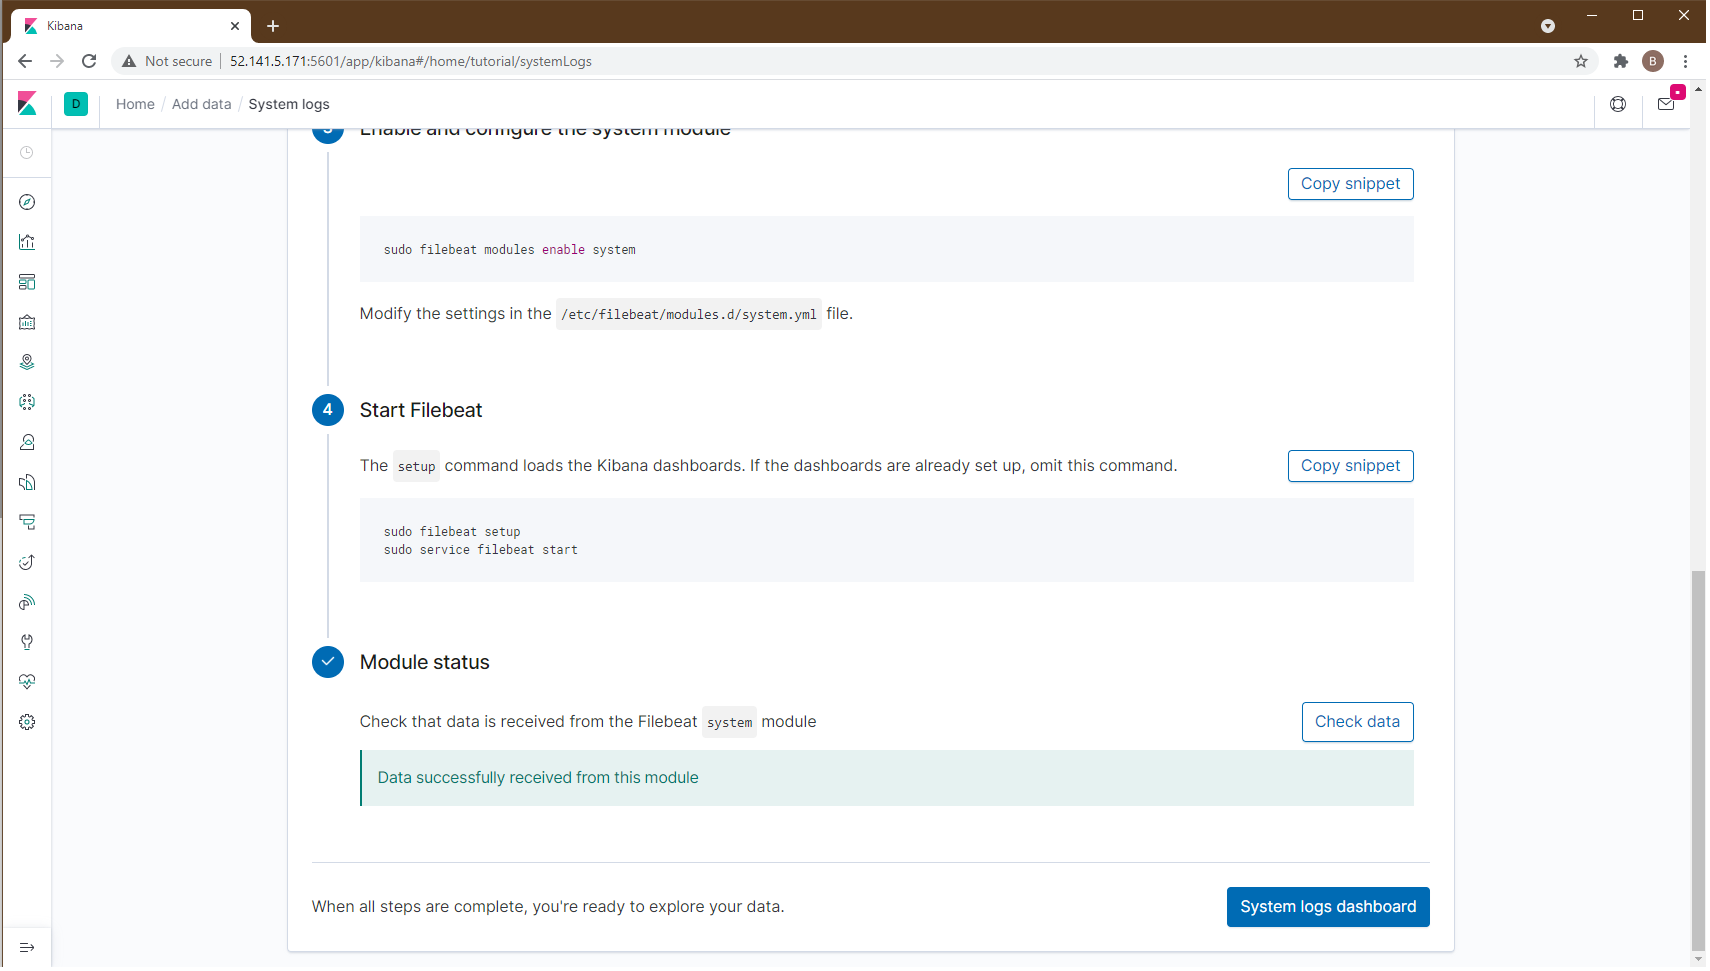 Kibana
Not secure
52.141.5.171:5601/app/kibana#/home/tutorial/systemLogs
B
D
Home / Add data / System logs
3
Enable and configure the system module
Copy snippet
sudo filebeat modules enable system
Modify the settings in the /etc/filebeat/modules.d/system.yml file.
4
Start Filebeat
The setup command loads the Kibana dashboards. If the dashboards are already set up, omit this command.
Copy snippet
sudo filebeat setup
sudo service filebeat start
Module status
Check that data is received from the Filebeat system module
Check data
Data successfully received from this module
When all steps are complete, you're ready to explore your data.
System logs dashboard